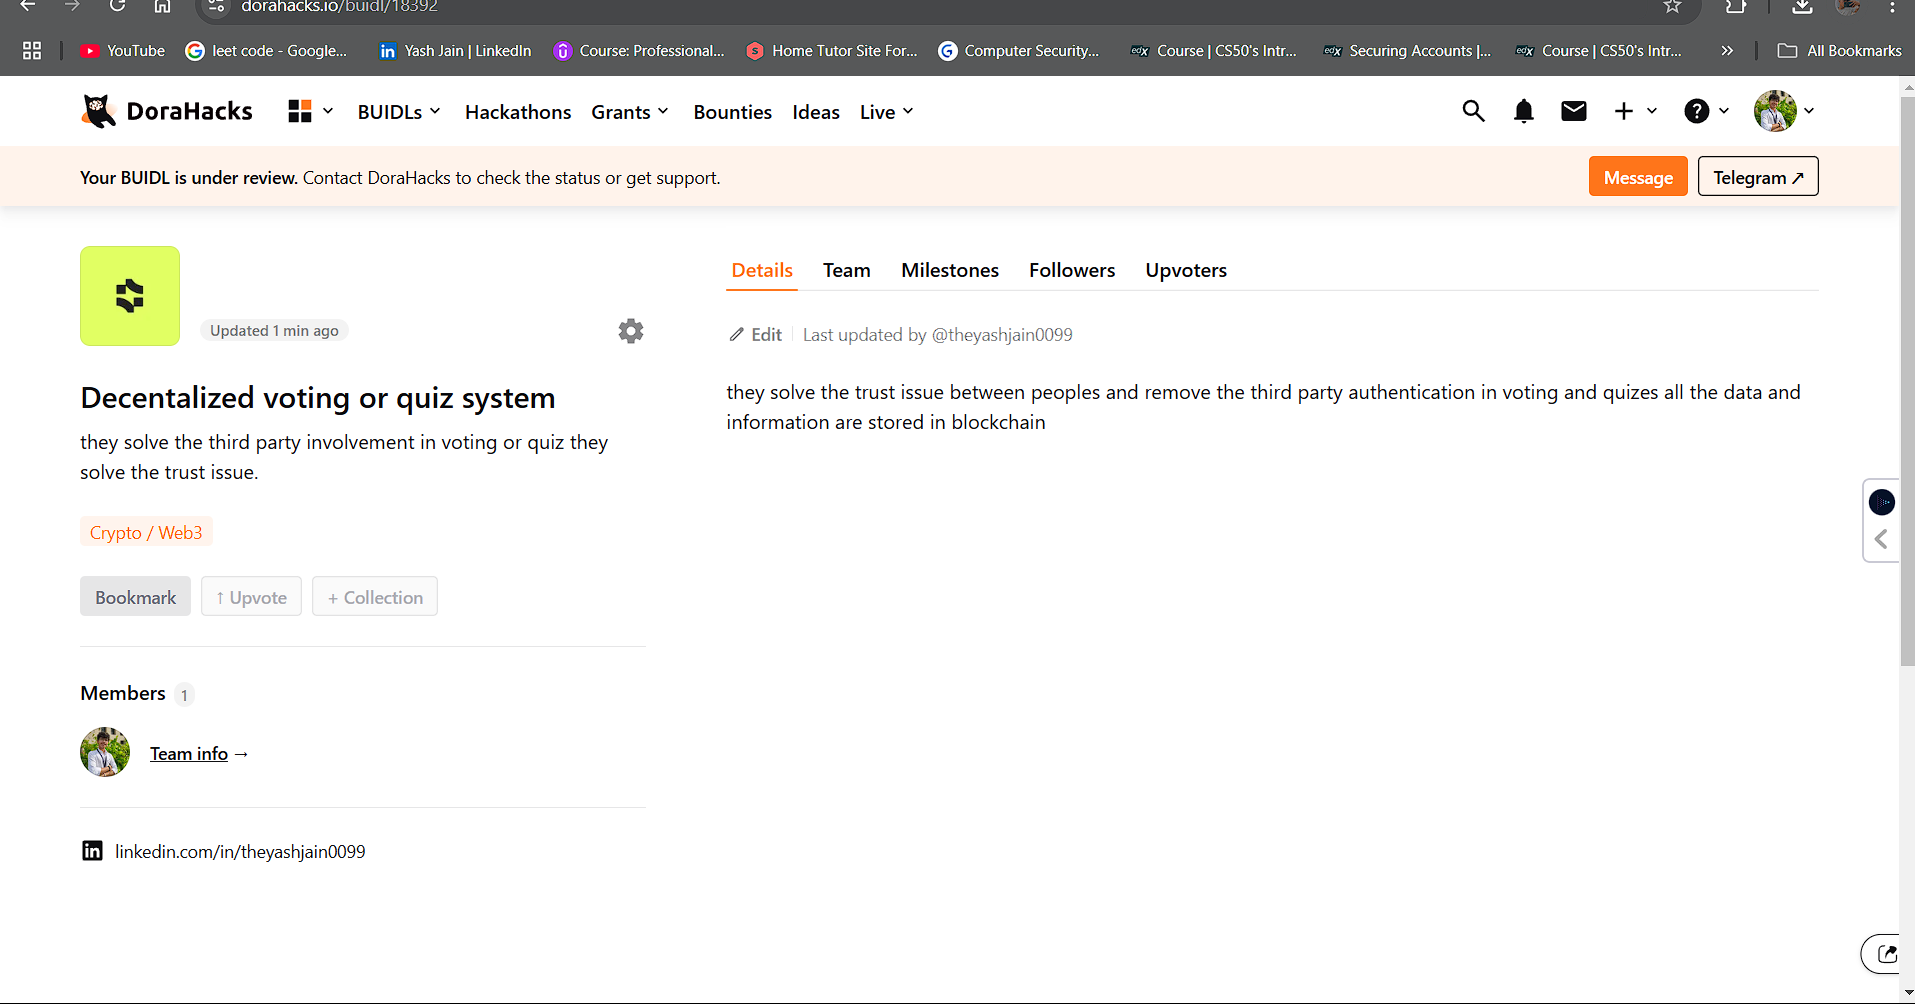 dorahacks.io/buidl/18392
YouTube leet code - Google... Yash Jain | LinkedIn Course: Professional... Home Tutor Site For... Computer Security... edX Course | CS50's Intr... edX Securing Accounts |... edX Course | CS50's Intr... » All Bookmarks
DoraHacks BUIDLs Hackathons Grants Bounties Ideas Live
Your BUIDL is under review. Contact DoraHacks to check the status or get support. Message Telegram ↗
Details Team Milestones Followers Upvoters
Updated 1 min ago
Edit Last updated by @theyashjain0099
Decentalized voting or quiz system
they solve the third party involvement in voting or quiz they
solve the trust issue.
they solve the trust issue between peoples and remove the third party authentication in voting and quizes all the data and
information are stored in blockchain
Crypto / Web3
Bookmark ↑ Upvote + Collection
Members 1
Team info →
linkedin.com/in/theyashjain0099